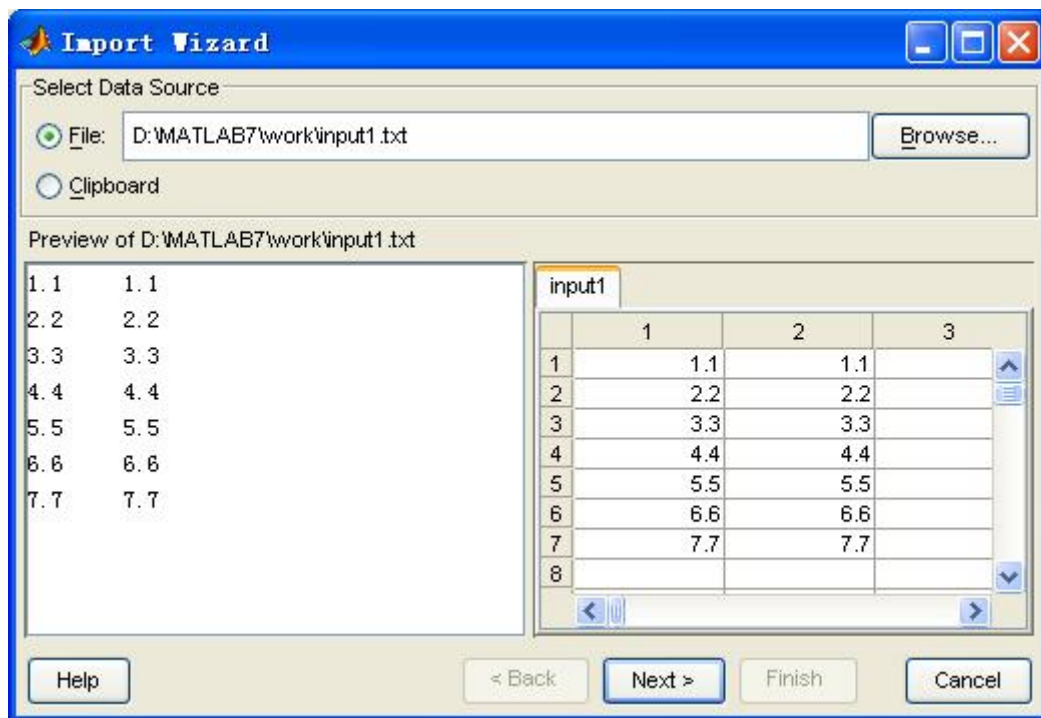 Import Wizard
Select Data Source
File: D:\MATLAB7\work\input1.txt Browse...
Clipboard
Preview of D:\MATLAB7\work\input1.txt
1.1 1.1
2.2 2.2
3.3 3.3
4.4 4.4
5.5 5.5
6.6 6.6
7.7 7.7
input1
1 2 3
1 1.1 1.1
2 2.2 2.2
3 3.3 3.3
4 4.4 4.4
5 5.5 5.5
6 6.6 6.6
7 7.7 7.7
8
Help < Back Next > Finish Cancel